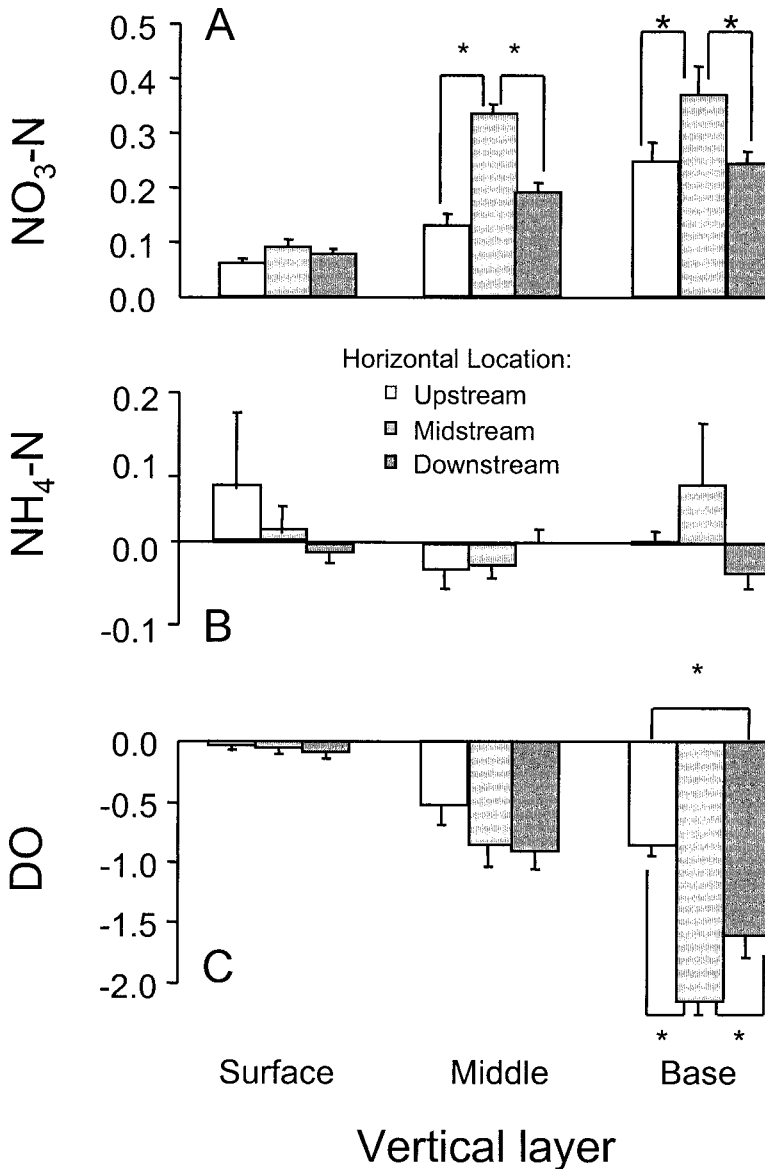 A
NO3-N
0.5
0.4
0.3
0.2
0.1
0.0
* * * *
Horizontal Location:
Upstream
Midstream
Downstream
NH4-N
0.2
0.1
0.0
-0.1
B
*
DO
0.0
-0.5
-1.0
-1.5
-2.0
C
* *
Surface Middle Base
Vertical layer